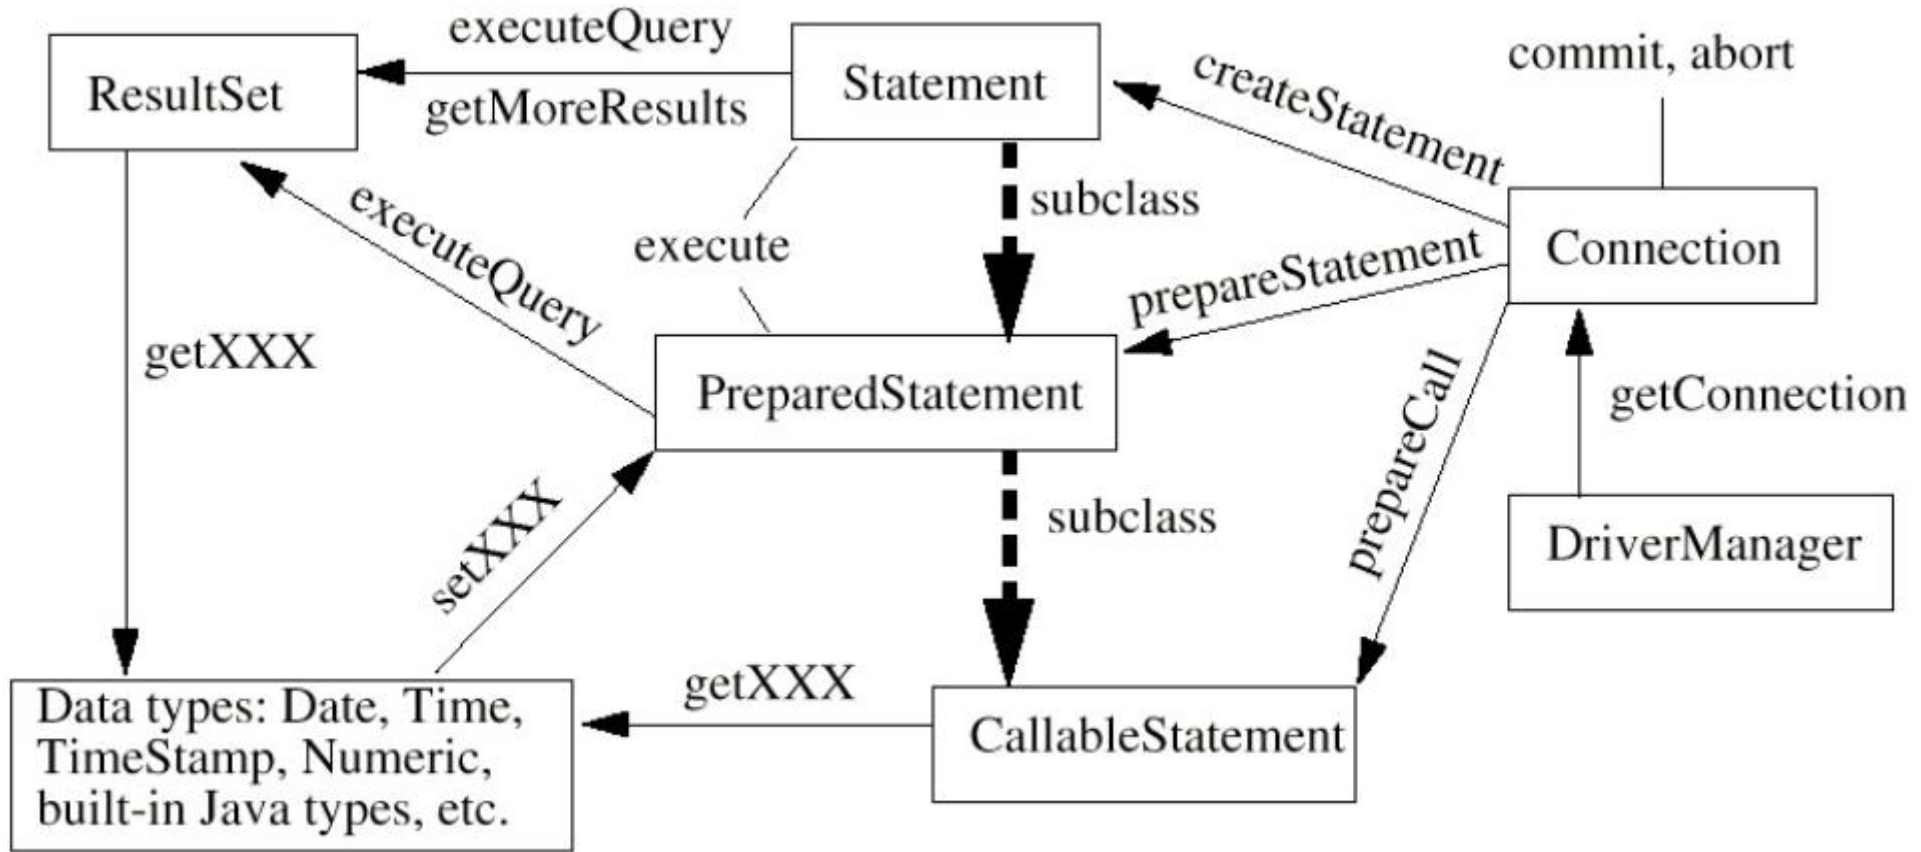 executeQuery
ResultSet
getMoreResults
Statement
createStatement
commit, abort
subclass
executeQuery
execute
prepareStatement
Connection
getXXX
PreparedStatement
prepareCall
getConnection
setXXX
subclass
DriverManager
getXXX
Data types: Date, Time,
TimeStamp, Numeric,
built-in Java types, etc.
CallableStatement